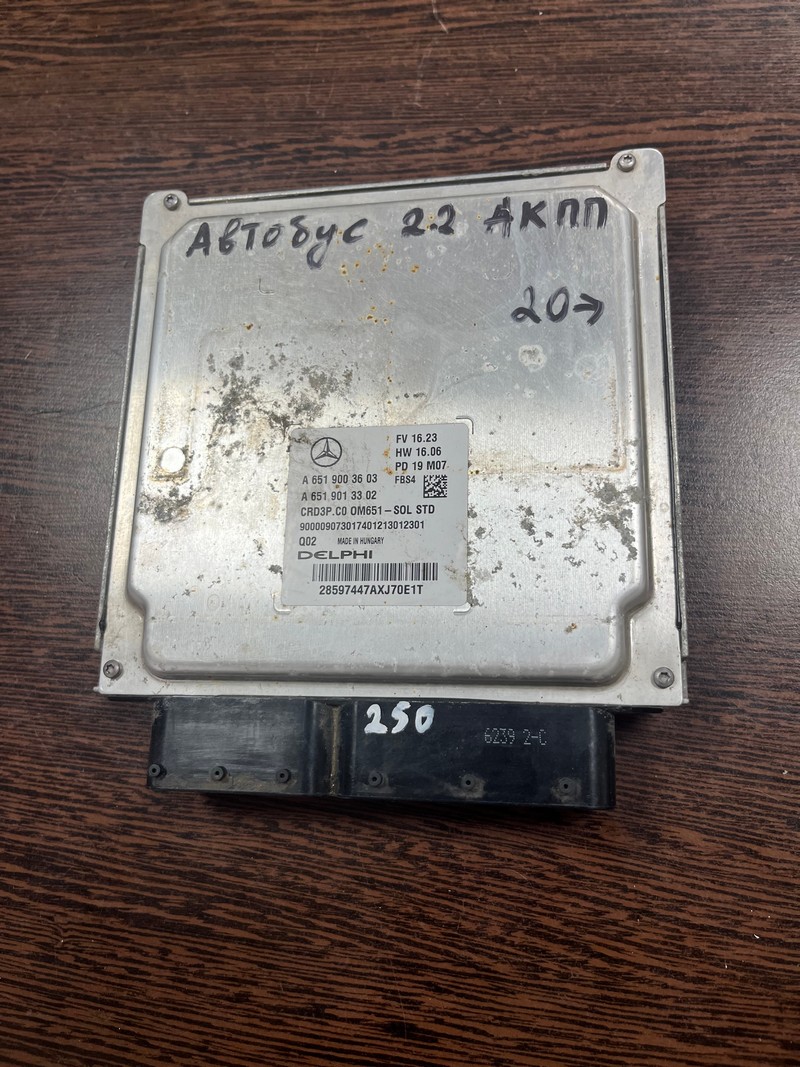 Автобус 2.2 АКПП
20→
FV 16.23
HW 16.06
PD 19 M07
A 651 900 36 03 FBS4
A 651 901 33 02
CRD3P.C0 OM651-SOL STD
900009073017401213012301
Q02 MADE IN HUNGARY
DELPHI
28597447AXJ70E1T
250
6239 2-C